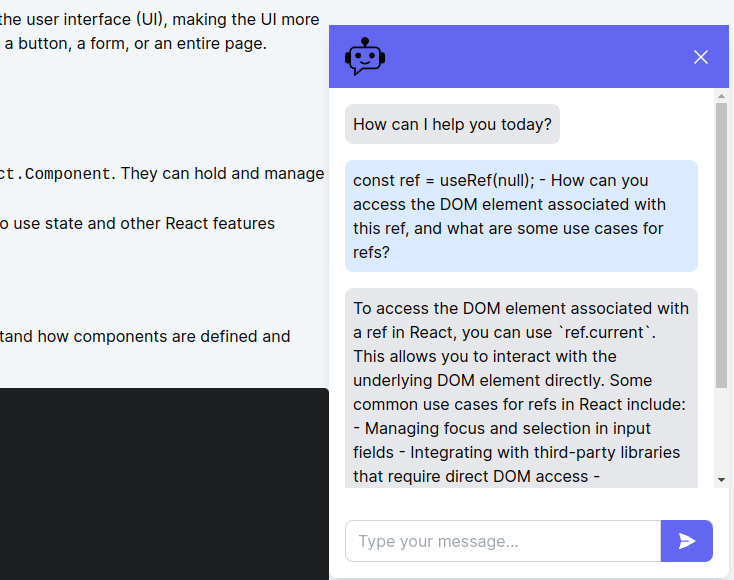 the user interface (UI), making the UI more
a button, a form, or an entire page.
ct.Component. They can hold and manage
o use state and other React features
tand how components are defined and
How can I help you today?
const ref = useRef(null); - How can you
access the DOM element associated with
this ref, and what are some use cases for
refs?
To access the DOM element associated with
a ref in React, you can use `ref.current`.
This allows you to interact with the
underlying DOM element directly. Some
common use cases for refs in React include:
- Managing focus and selection in input
fields - Integrating with third-party libraries
that require direct DOM access -
Type your message...